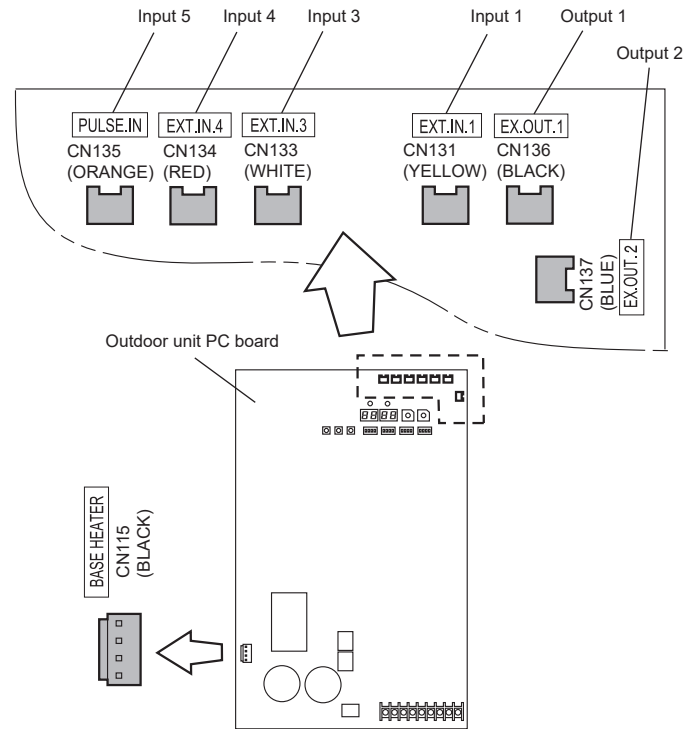 Input 5
Input 4
Input 3
Input 1
Output 1
Output 2
PULSE.IN
EXT.IN.4
EXT.IN.3
EXT.IN.1
EX.OUT.1
CN135
(ORANGE)
CN134
(RED)
CN133
(WHITE)
CN131
(YELLOW)
CN136
(BLACK)
CN137
(BLUE)
EX.OUT.2
Outdoor unit PC board
BASE HEATER
CN115
(BLACK)